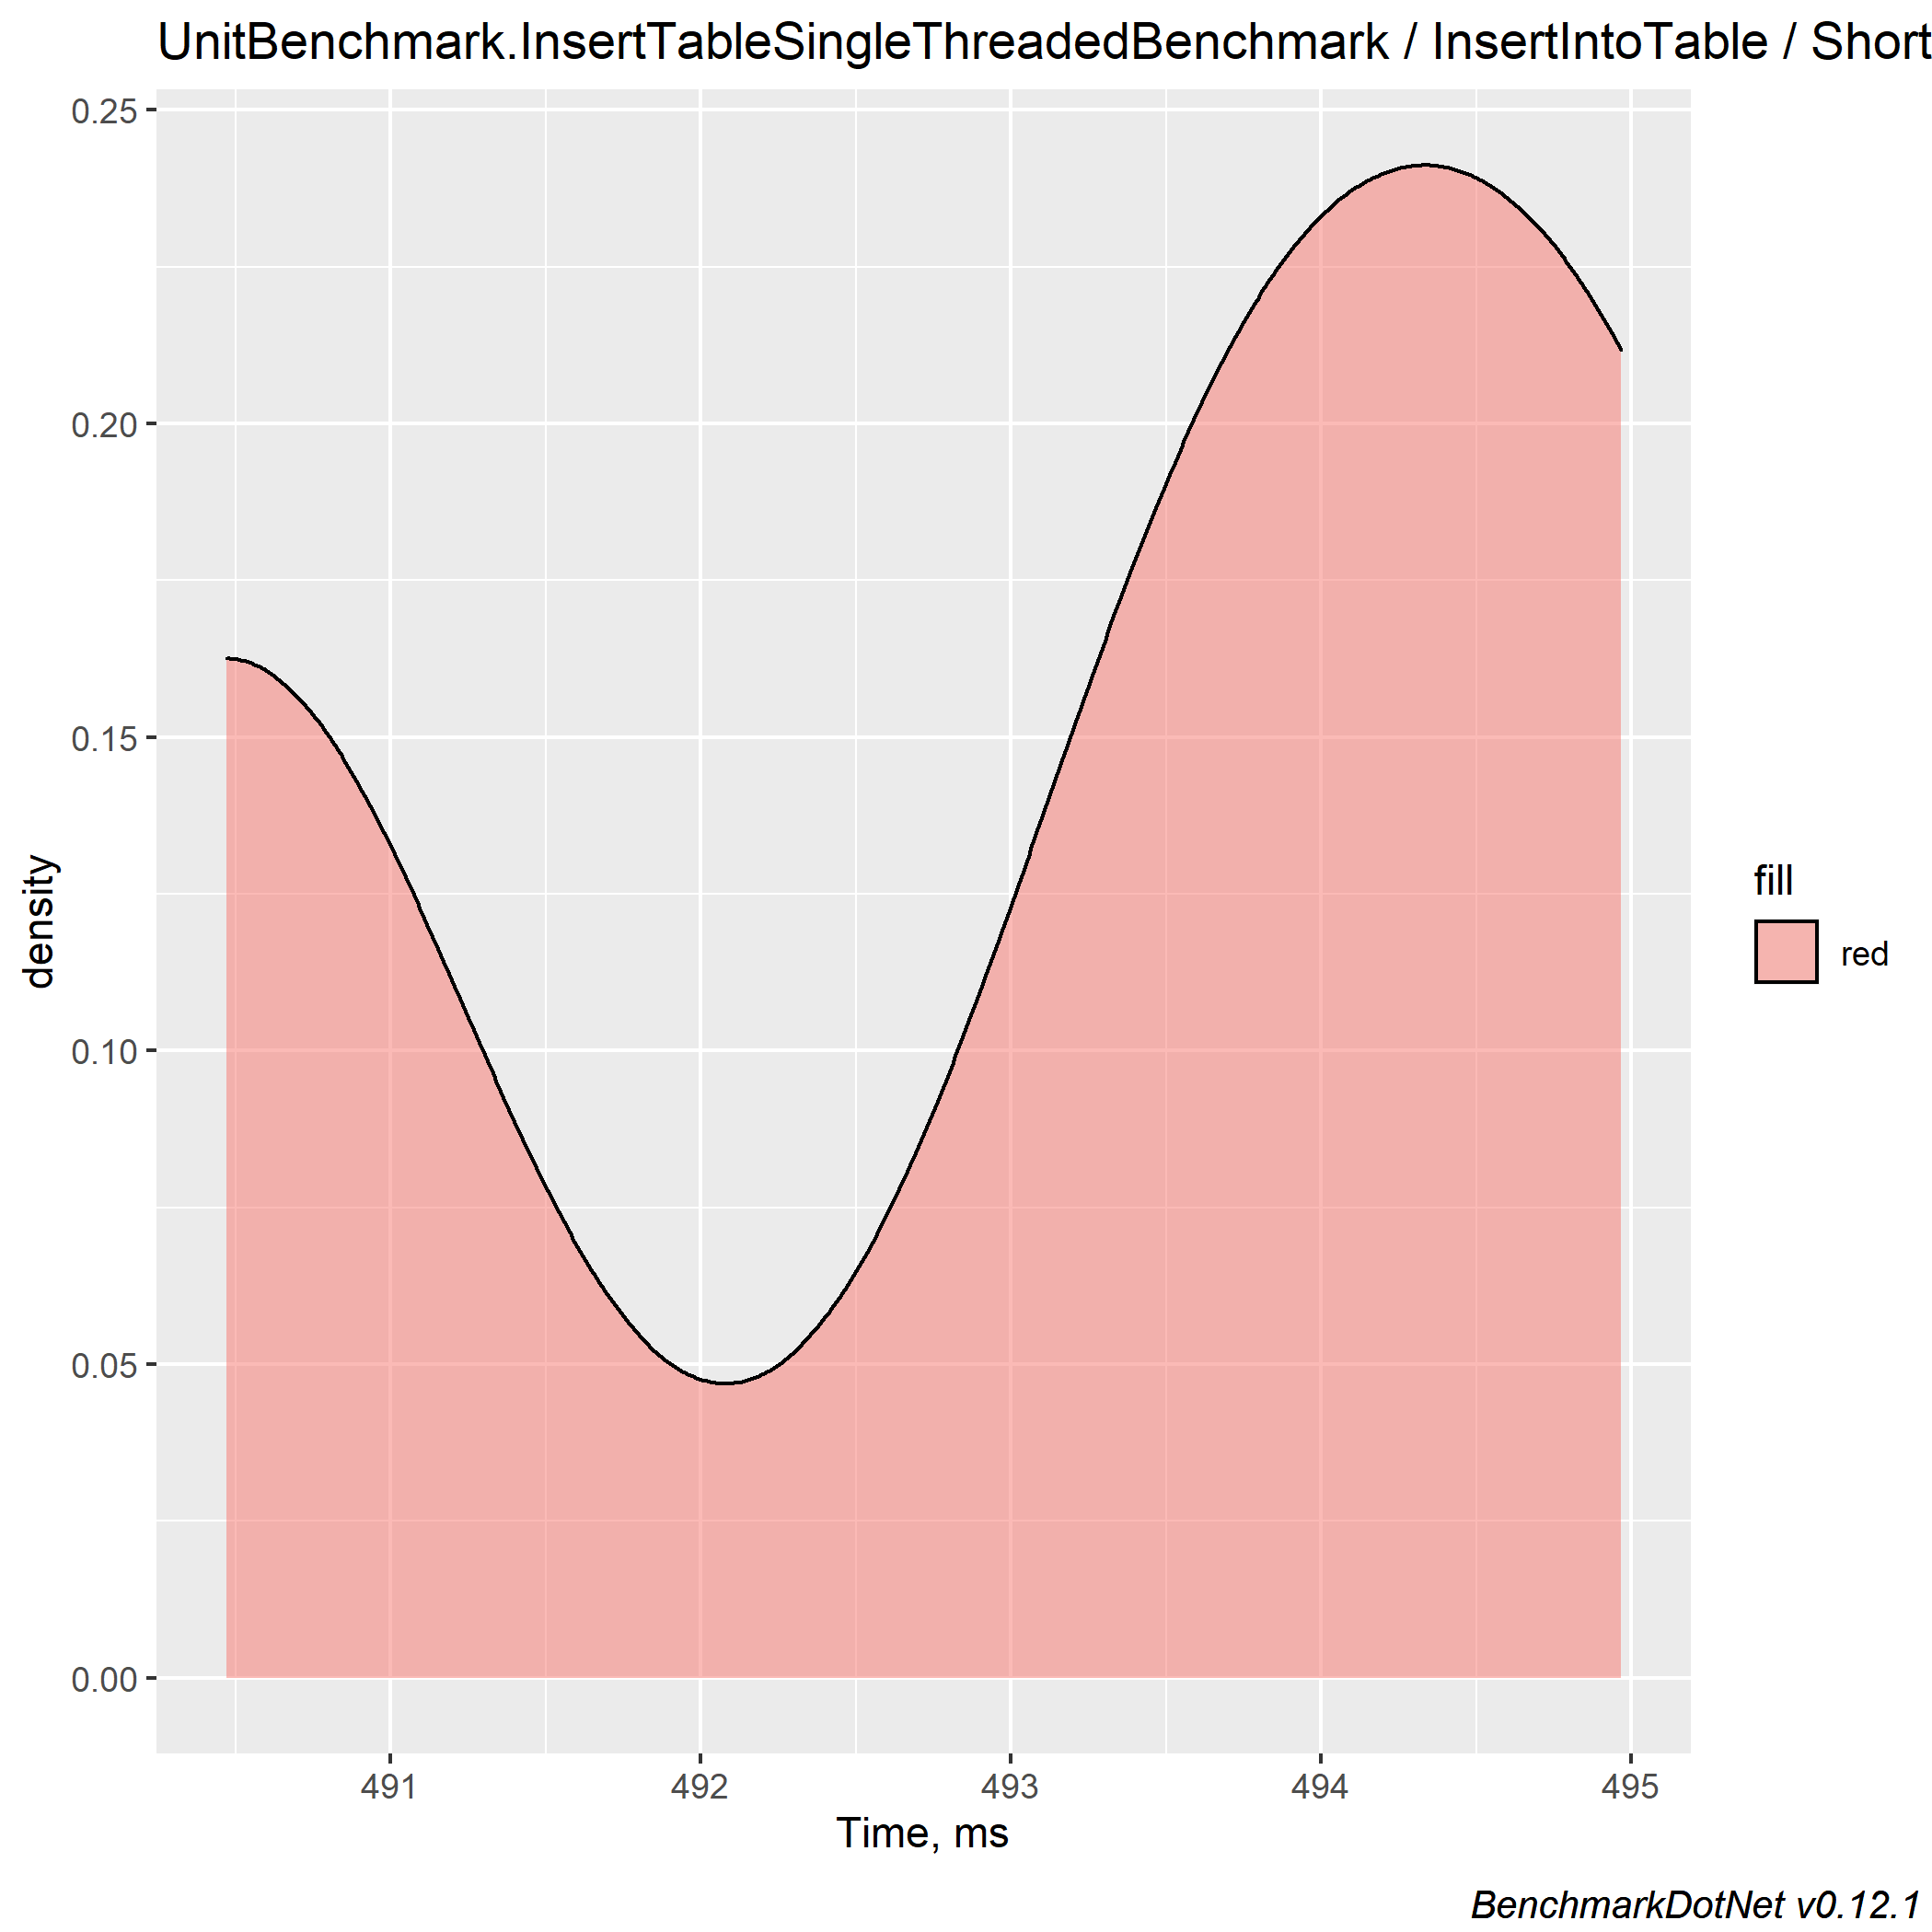 UnitBenchmark.InsertTableSingleThreadedBenchmark / InsertIntoTable / Short
0.25
0.20
0.15
0.10
0.05
0.00
density
491 492 493 494 495
Time, ms
fill
red
BenchmarkDotNet v0.12.1